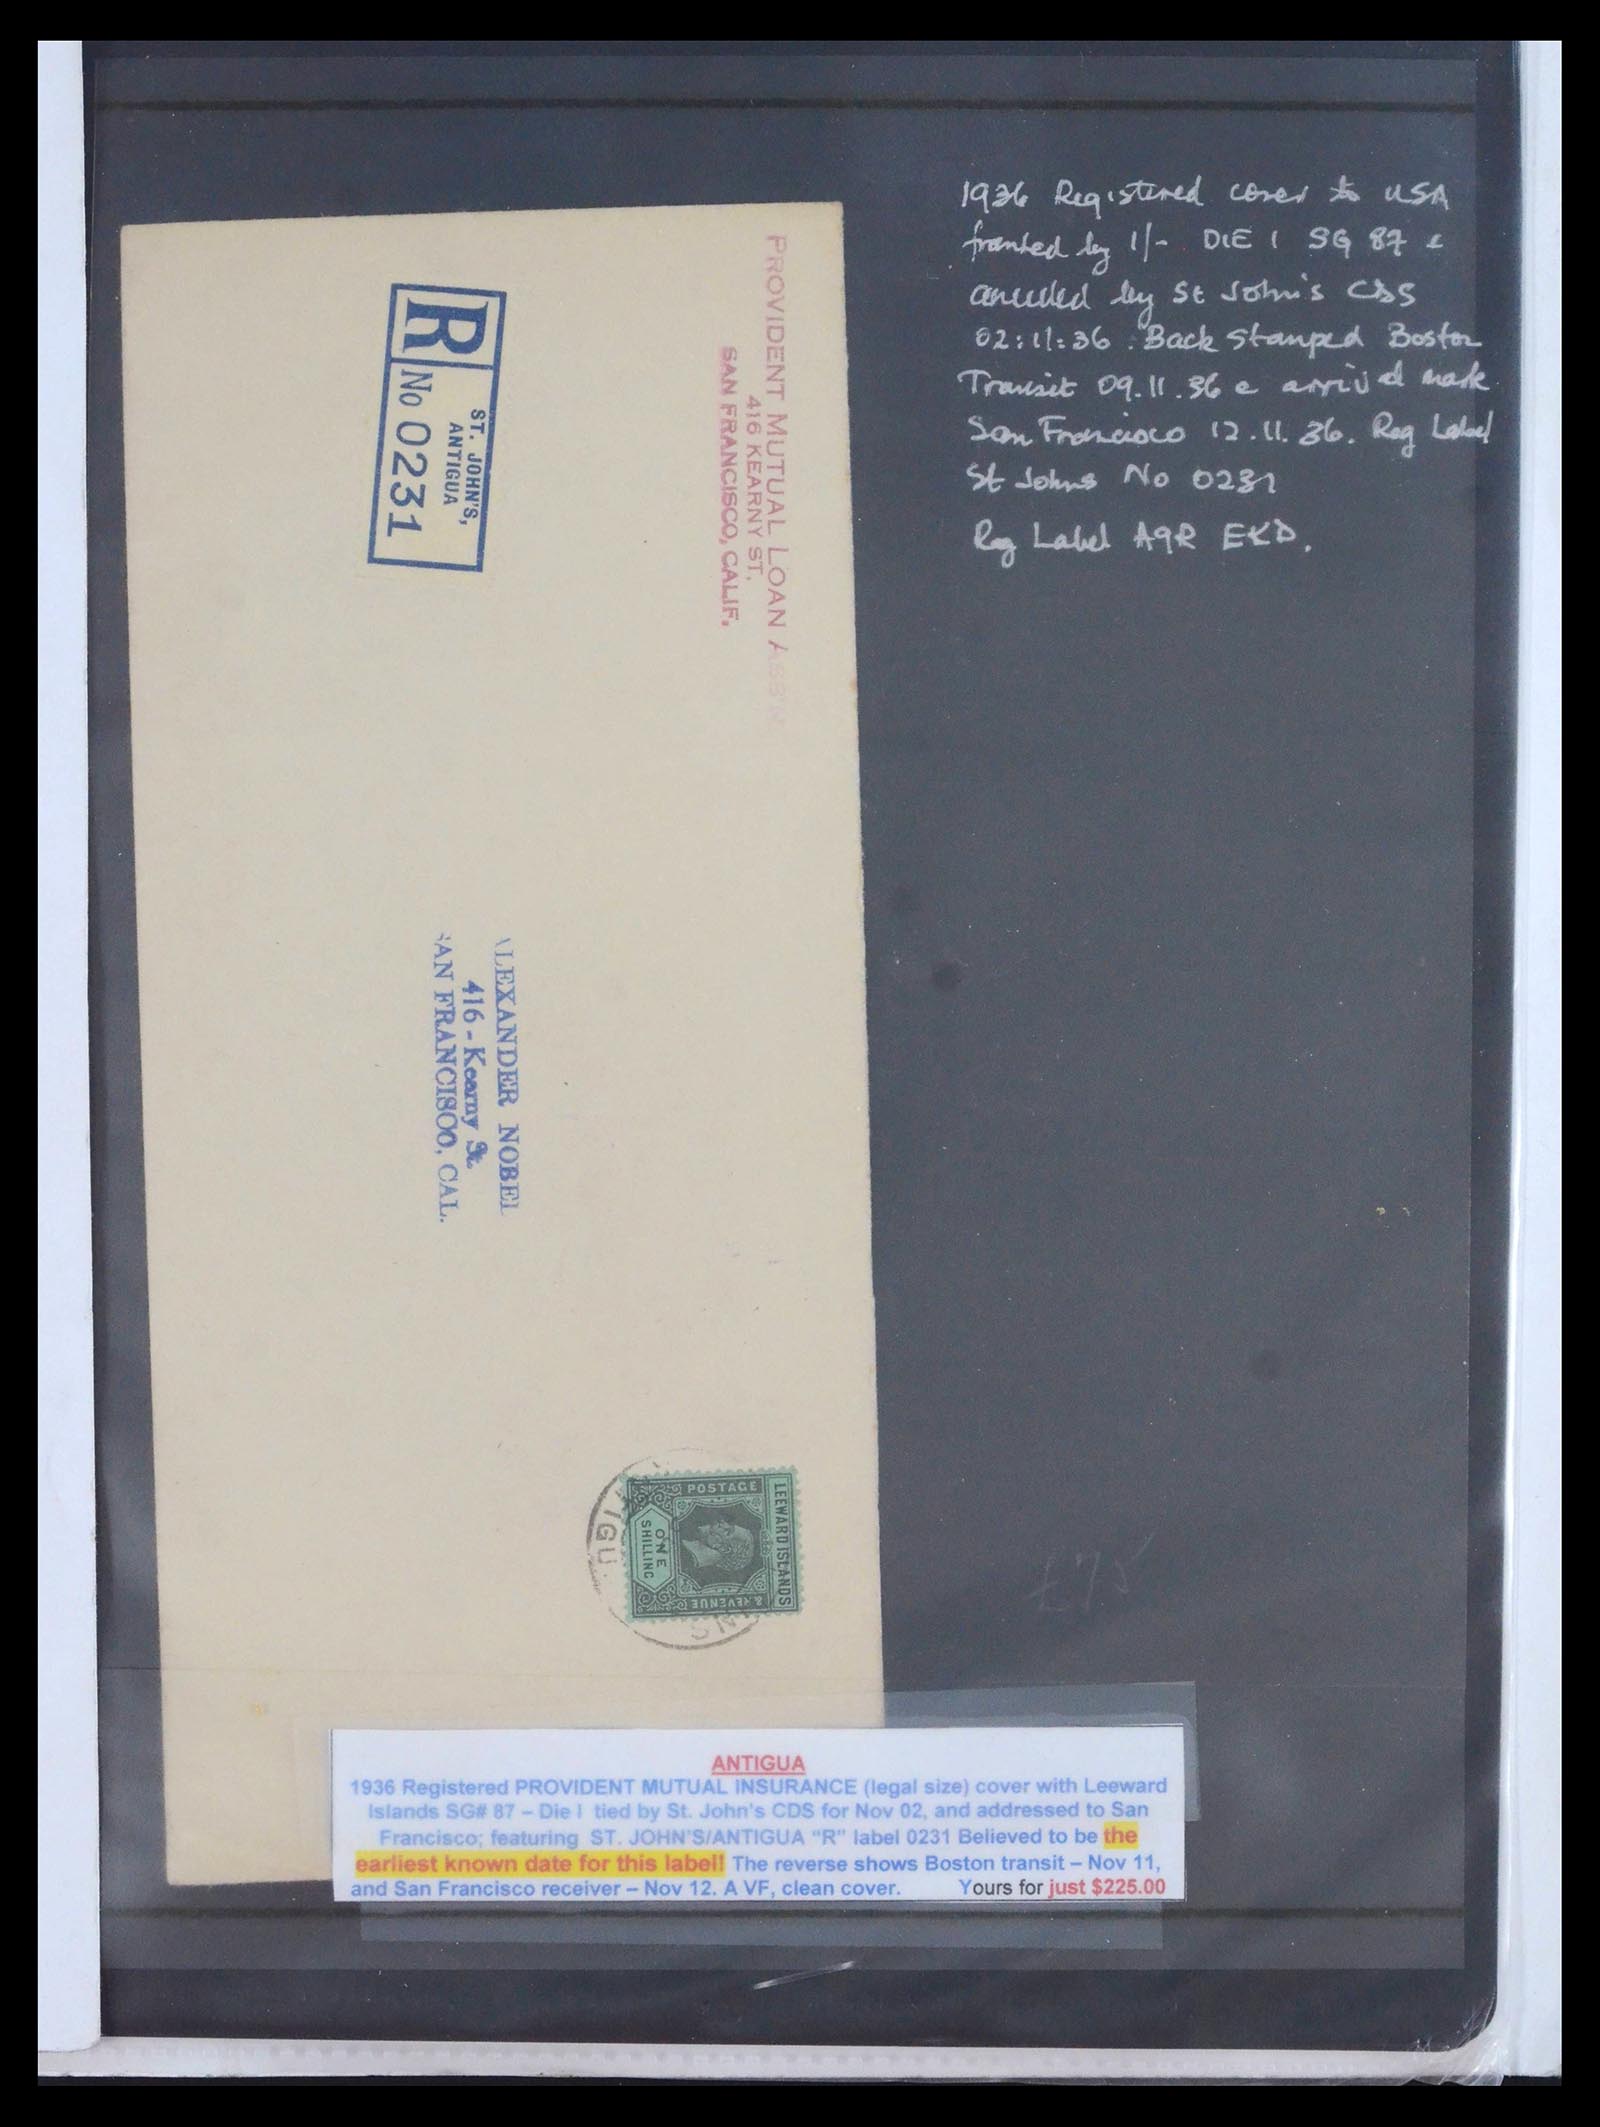 1936 Registered cover to USA
franked by 1/- DIE I SG 87 &
cancelled by St John's CDS
02:11:36. Back Stamped Boston
Transit 09.11.36 & arrival mark
San Francisco 12.11.36. Reg Label
St Johns No 0231
Reg Label A9R EKD.
PROVIDENT MUTUAL LOAN ASS'N
416 KEARNY ST,
SAN FRANCISCO, CALIF.
R
ST. JOHN'S,
ANTIGUA
No 0231
ALEXANDER NOBEL
416 - Kearny St
SAN FRANCISCO, CAL.
LEEWARD ISLANDS
POSTAGE
& REVENUE
ONE
SHILLING
TIGU
NS
£75
ANTIGUA
1936 Registered PROVIDENT MUTUAL INSURANCE (legal size) cover with Leeward
Islands SG# 87 – Die I tied by St. John's CDS for Nov 02, and addressed to San
Francisco; featuring ST. JOHN'S/ANTIGUA "R" label 0231 Believed to be the
earliest known date for this label! The reverse shows Boston transit – Nov 11,
and San Francisco receiver – Nov 12. A VF, clean cover. Yours for just $225.00